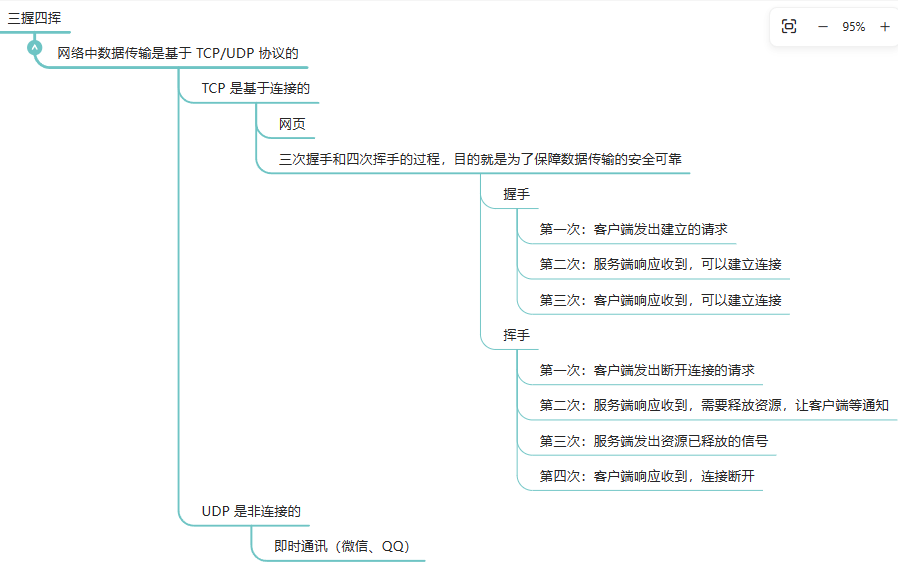 三握四挥
95%
网络中数据传输是基于 TCP/UDP 协议的
TCP 是基于连接的
网页
三次握手和四次挥手的过程，目的就是为了保障数据传输的安全可靠
握手
第一次：客户端发出建立的请求
第二次：服务端响应收到，可以建立连接
第三次：客户端响应收到，可以建立连接
挥手
第一次：客户端发出断开连接的请求
第二次：服务端响应收到，需要释放资源，让客户端等通知
第三次：服务端发出资源已释放的信号
第四次：客户端响应收到，连接断开
UDP 是非连接的
即时通讯（微信、QQ）